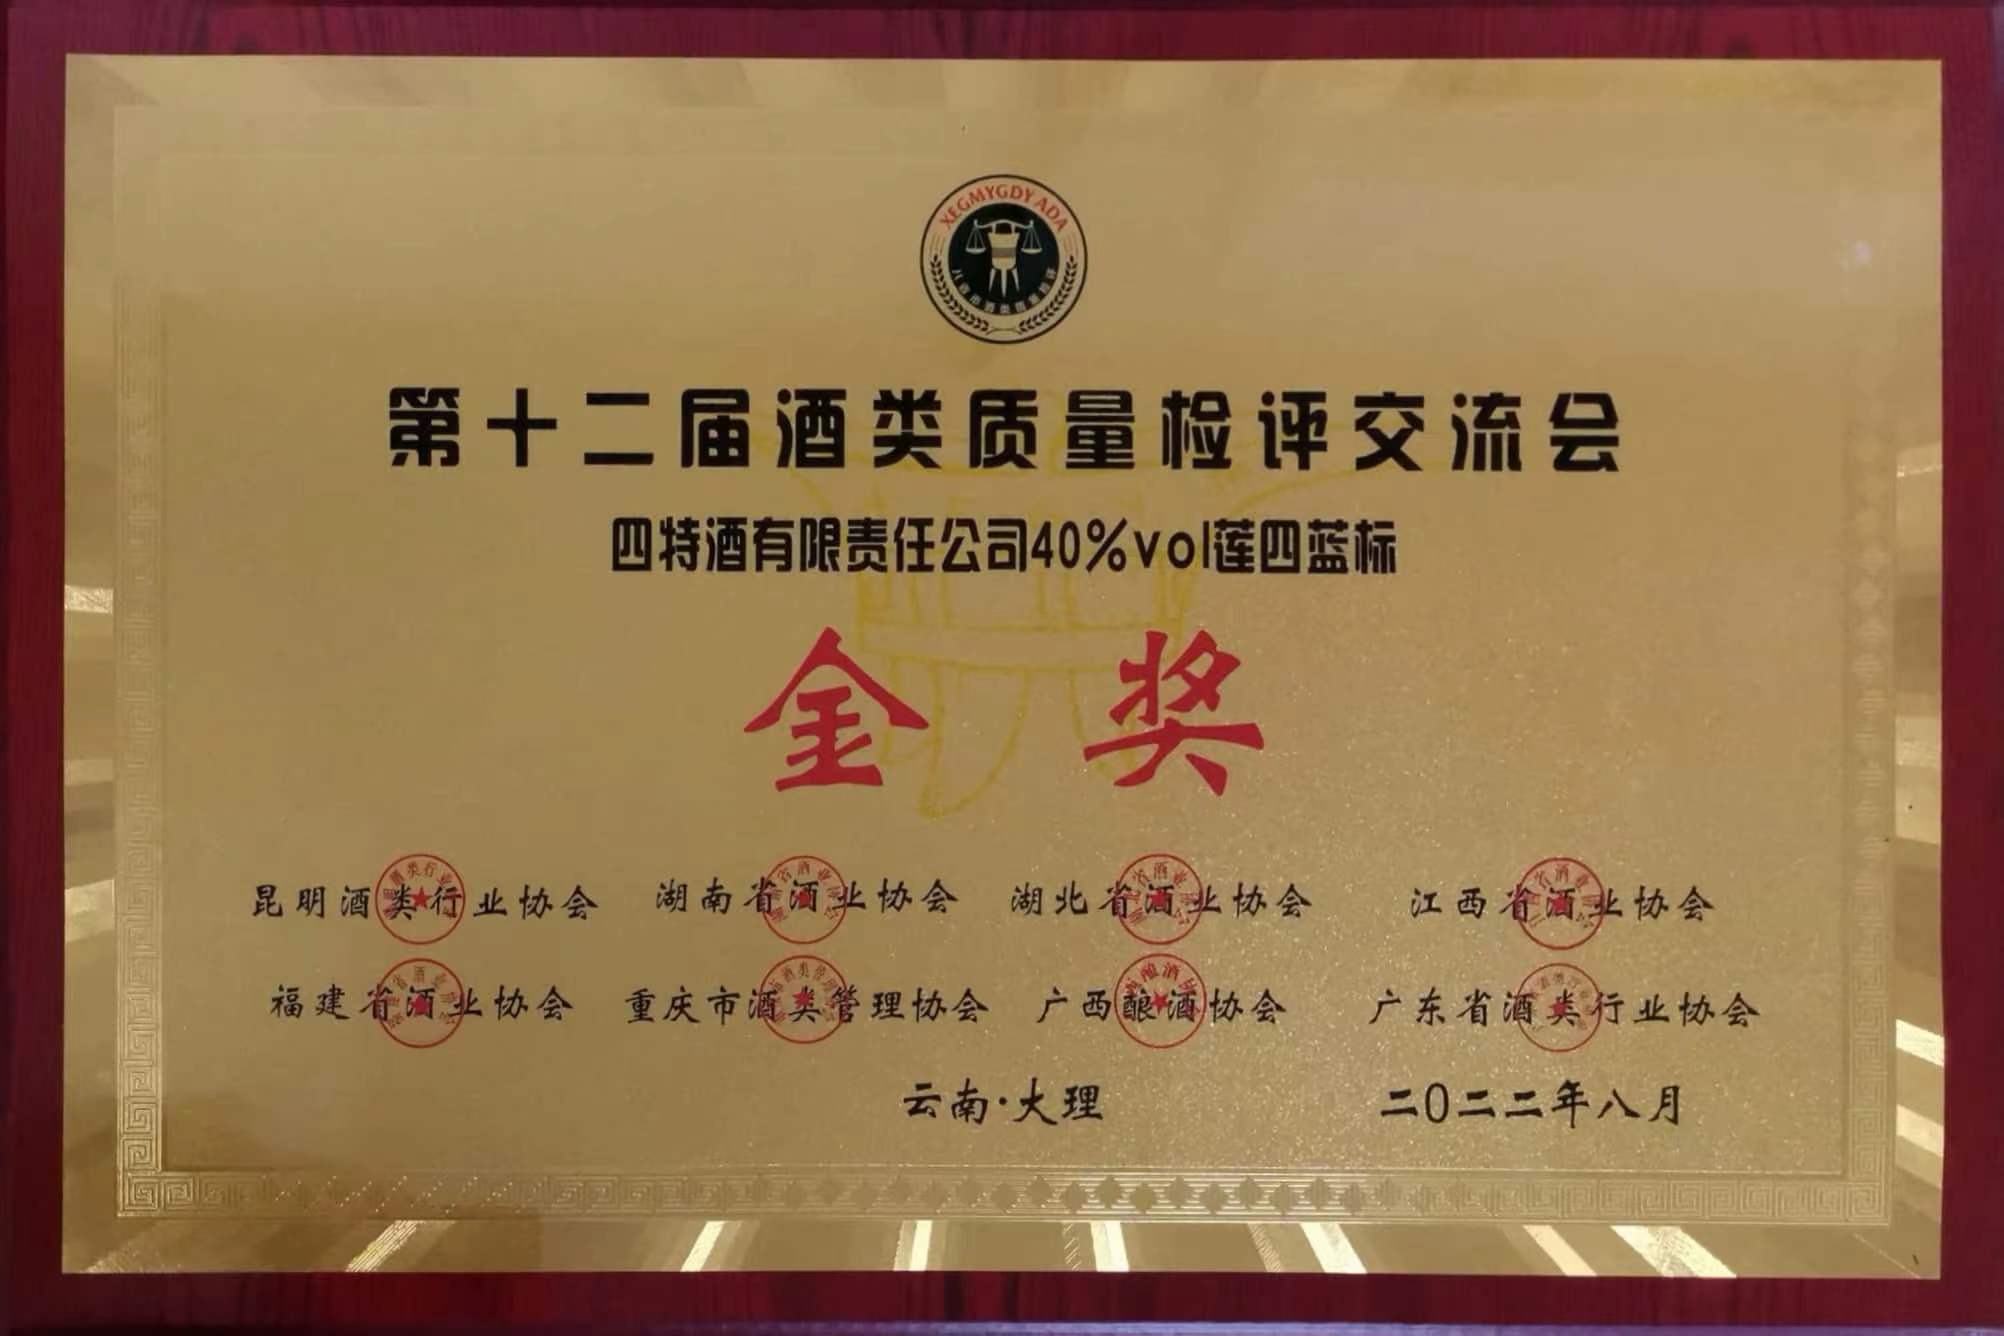 XEGMYGDY ADA
第十二届酒类质量检评交流会
四特酒有限责任公司40%vol莲四蓝标
金奖
昆明酒类行业协会 湖南省酒业协会 湖北省酒业协会 江西省酒业协会
福建省酒业协会 重庆市酒类管理协会 广西酿酒协会 广东省酒类行业协会
云南·大理 二〇二二年八月